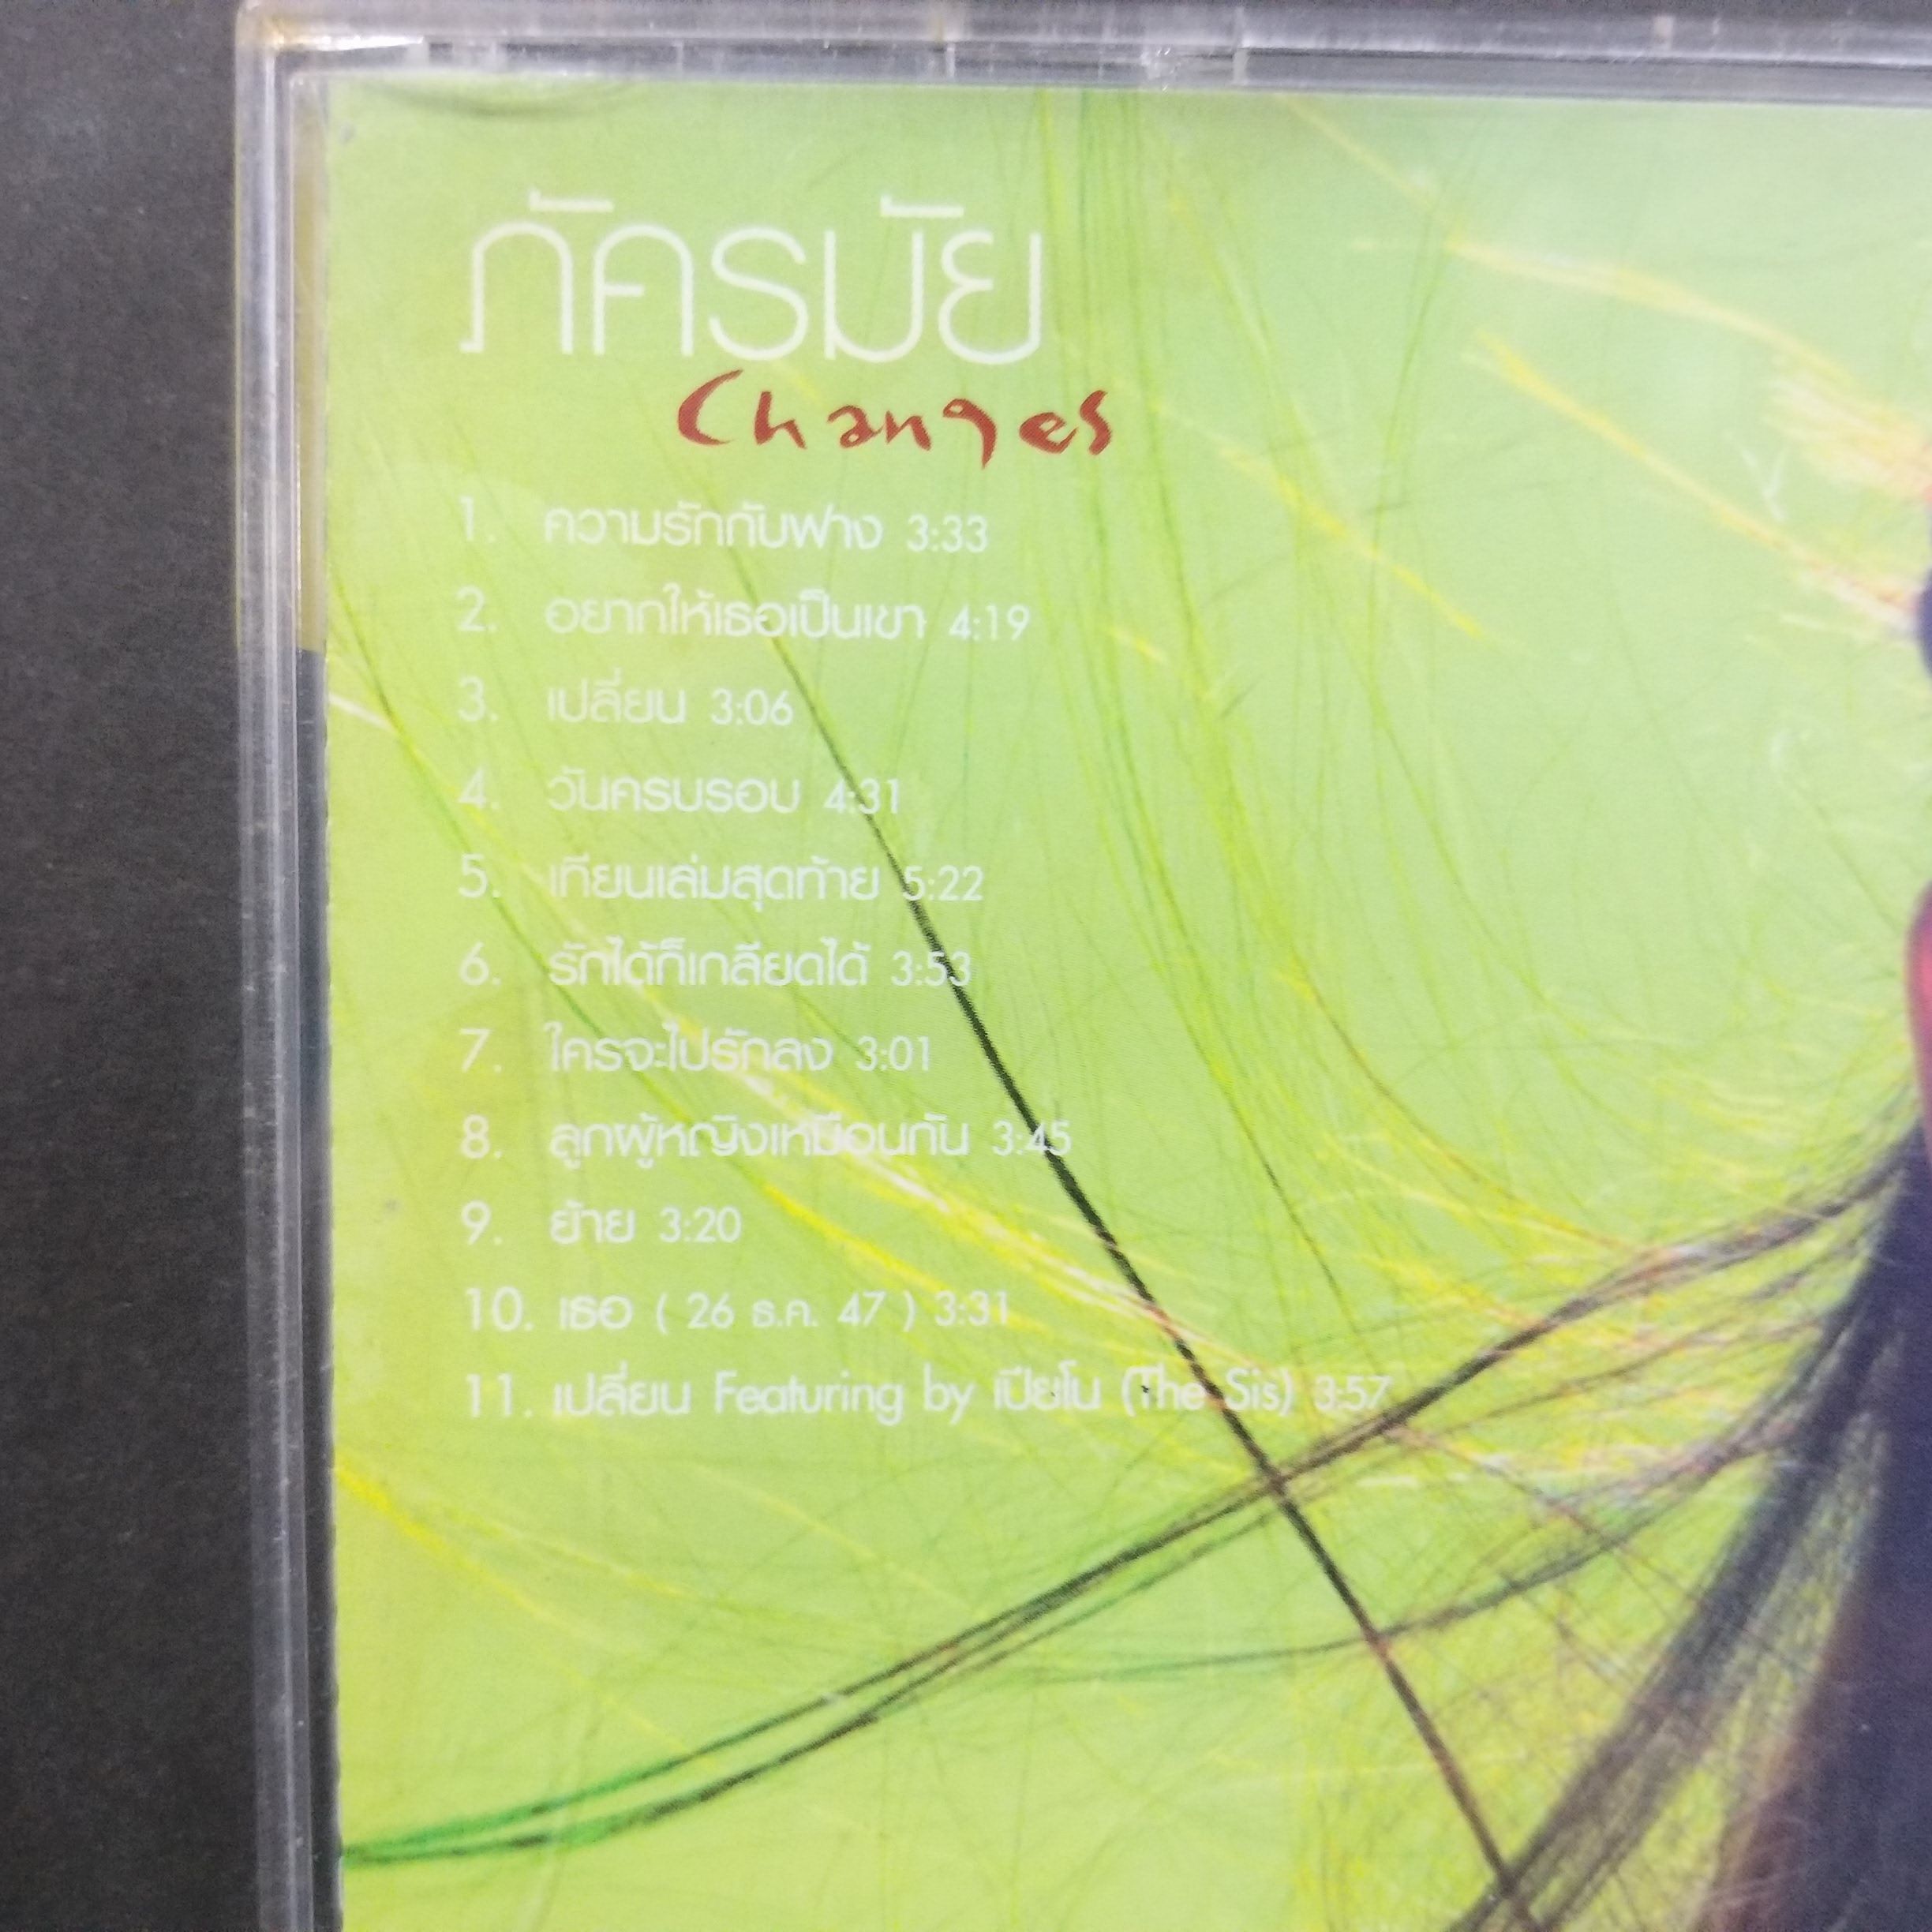 ภัครมัย
Changes
1. ความรักกับฟาง 3:33
2. อยากให้เธอเป็นเขา 4:19
3. เปลี่ยน 3:06
4. วันครบรอบ 4:31
5. เทียนเล่มสุดท้าย 5:22
6. รักได้ก็เกลียดได้ 3:53
7. ใครจะไปรักลง 3:01
8. ลูกผู้หญิงเหมือนกัน 3:45
9. ย้าย 3:20
10. เธอ ( 26 ธ.ค. 47 ) 3:31
11. เปลี่ยน Featuring by เปียโน (The Sis) 3:57